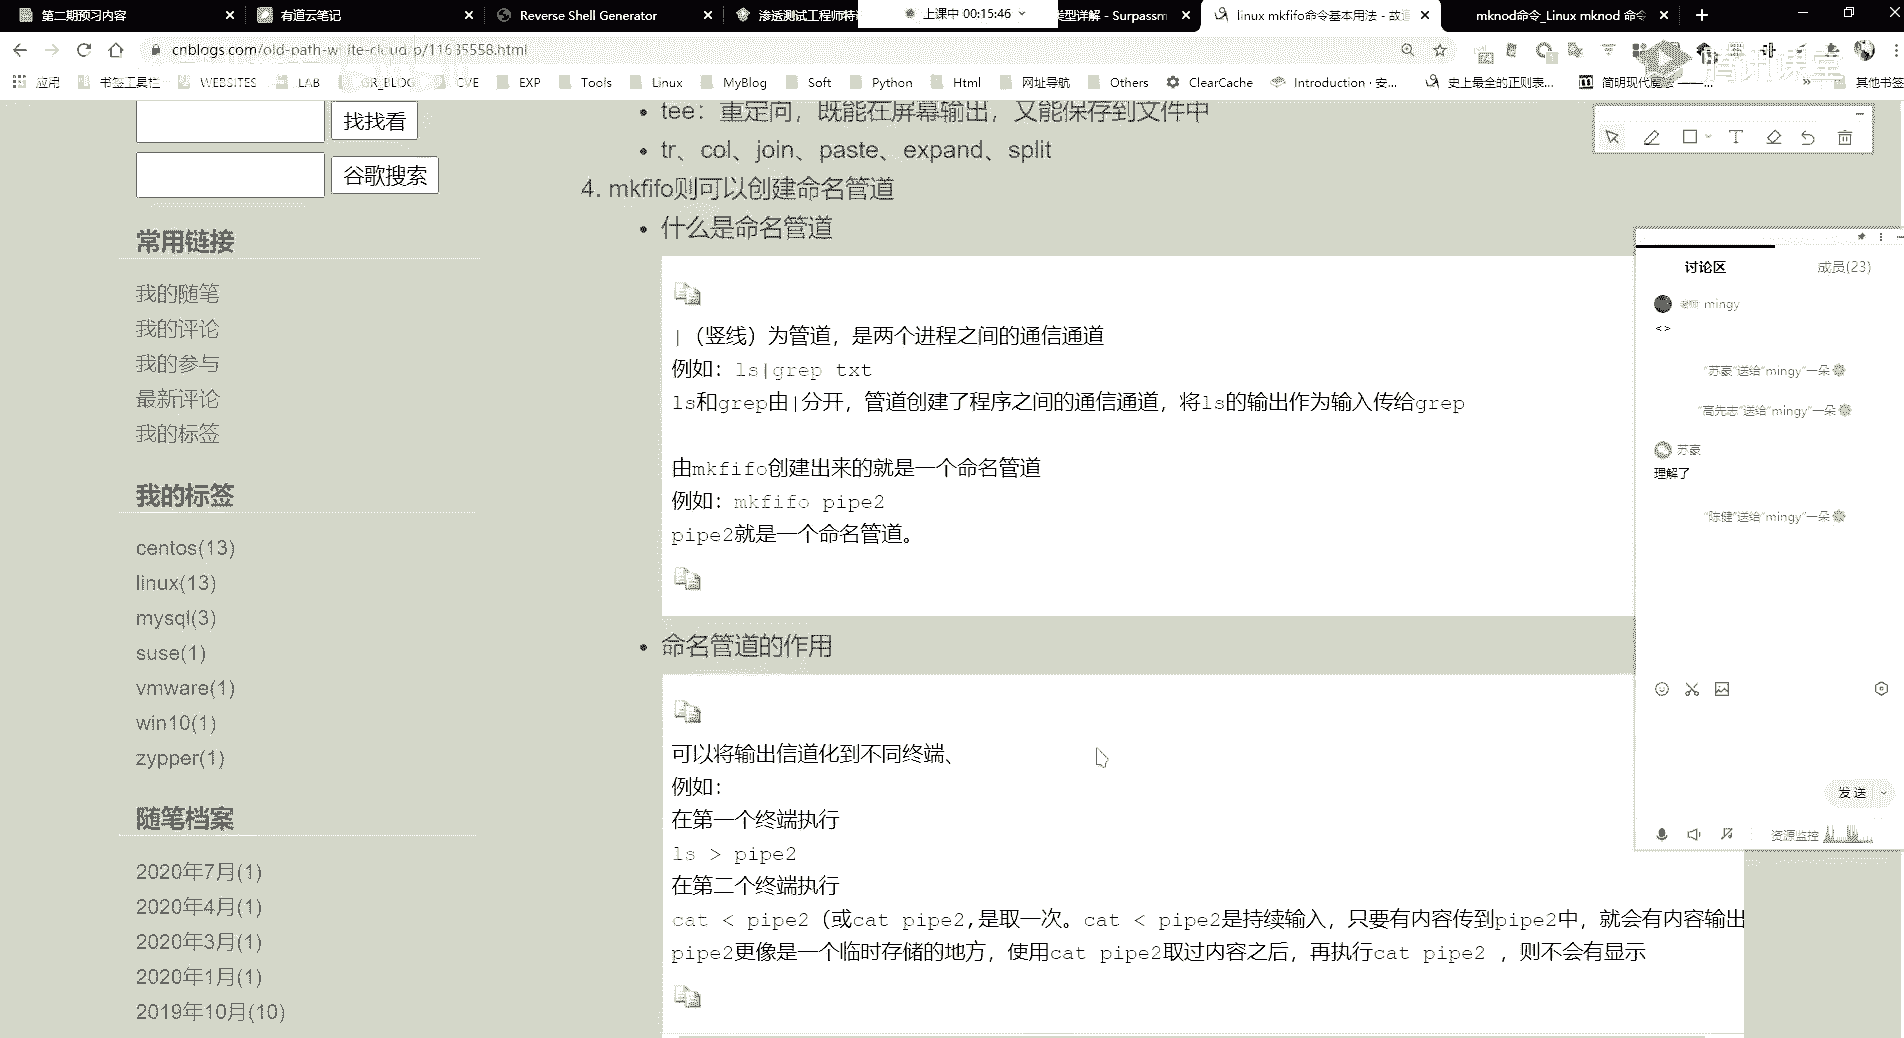 第二期预习内容
有道云笔记
Reverse Shell Generator
渗透测试工程师特训
上课中 00:15:46
类型详解 - Surpassm
linux mkfifo命令基本用法 - 故道
mknod命令_Linux mknod 命令
cnblogs.com/old-path-white-cloud/p/11685558.html
应用
书签工具栏
WEBSITES
LAB
GR_BLOG
CVE
EXP
Tools
Linux
MyBlog
Soft
Python
Html
网址导航
Others
ClearCache
Introduction · 安...
史上最全的正则表...
简明现代魔法 ——...
其他书签
腾讯课堂
找找看
谷歌搜索
常用链接
我的随笔
我的评论
我的参与
最新评论
我的标签
我的标签
centos(13)
linux(13)
mysql(3)
suse(1)
vmware(1)
win10(1)
zypper(1)
随笔档案
2020年7月(1)
2020年4月(1)
2020年3月(1)
2020年1月(1)
2019年10月(10)
tee：重定向，既能在屏幕输出，又能保存到文件中
tr、col、join、paste、expand、split
4. mkfifo则可以创建命名管道
什么是命名管道
|（竖线）为管道，是两个进程之间的通信通道
例如：ls|grep txt
ls和grep由|分开，管道创建了程序之间的通信通道，将ls的输出作为输入传给grep
由mkfifo创建出来的就是一个命名管道
例如：mkfifo pipe2
pipe2就是一个命名管道。
命名管道的作用
可以将输出信道化到不同终端、
例如：
在第一个终端执行
ls > pipe2
在第二个终端执行
cat < pipe2（或cat pipe2,是取一次。cat < pipe2是持续输入，只要有内容传到pipe2中，就会有内容输出
pipe2更像是一个临时存储的地方，使用cat pipe2取过内容之后，再执行cat pipe2 ，则不会有显示
讨论区
成员(23)
mingy
<>
“苏豪”送给“mingy”一朵
“高先志”送给“mingy”一朵
苏豪
理解了
“陈健”送给“mingy”一朵
发送
资源监控